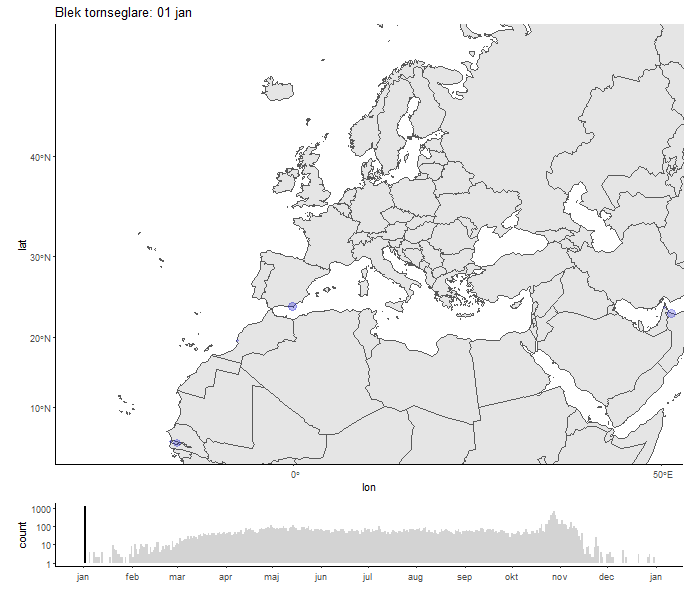 Blek tornseglare: 01 jan
40°N
30°N
20°N
10°N
lat
0°
50°E
lon
1000
100
10
1
count
jan feb mar apr maj jun jul aug sep okt nov dec jan